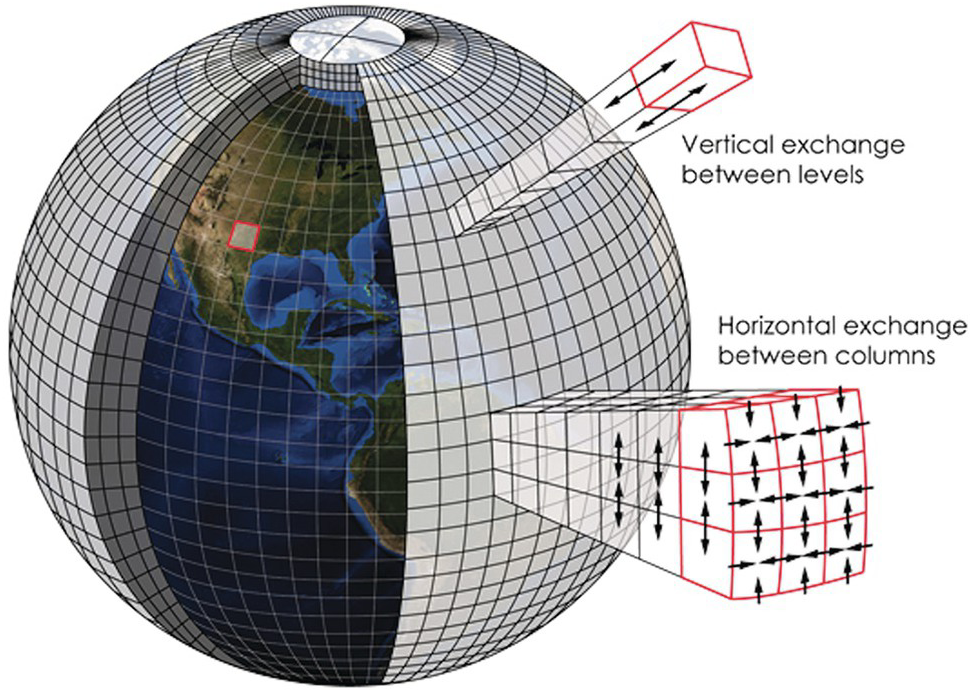 Vertical exchange
between levels
Horizontal exchange
between columns